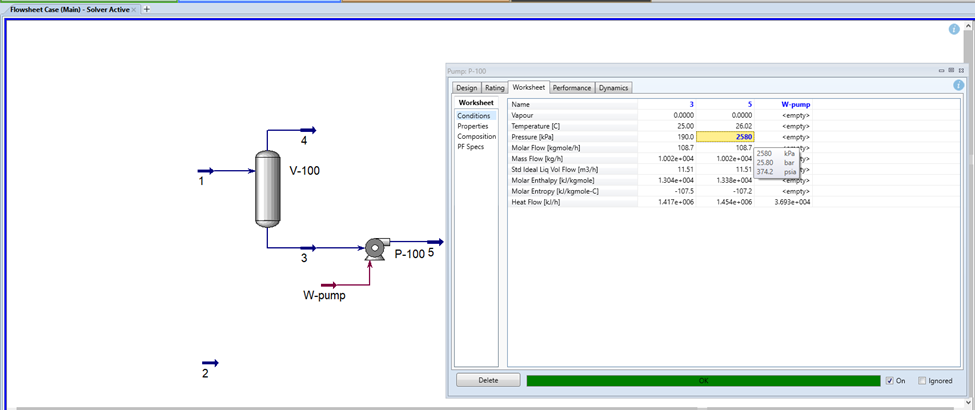 Flowsheet Case (Main) - Solver Active × +
Pump: P-100
Design Rating Worksheet Performance Dynamics
Worksheet
Conditions
Properties
Composition
PF Specs
Name 3 5 W-pump
Vapour 0.0000 0.0000 <empty>
Temperature [C] 25.00 26.02 <empty>
Pressure [kPa] 190.0 2580 <empty>
Molar Flow [kgmole/h] 108.7 108.7
Mass Flow [kg/h] 1.002e+004 1.002e+004
Std Ideal Liq Vol Flow [m3/h] 11.51 11.51
Molar Enthalpy [kJ/kgmole] 1.304e+004 1.338e+004 <empty>
Molar Entropy [kJ/kgmole-C] -107.5 -107.2 <empty>
Heat Flow [kJ/h] 1.417e+006 1.454e+006 3.693e+004
2580 kPa
25.80 bar
374.2 psia
Delete OK On Ignored
4
1
V-100
3
P-100 5
W-pump
2